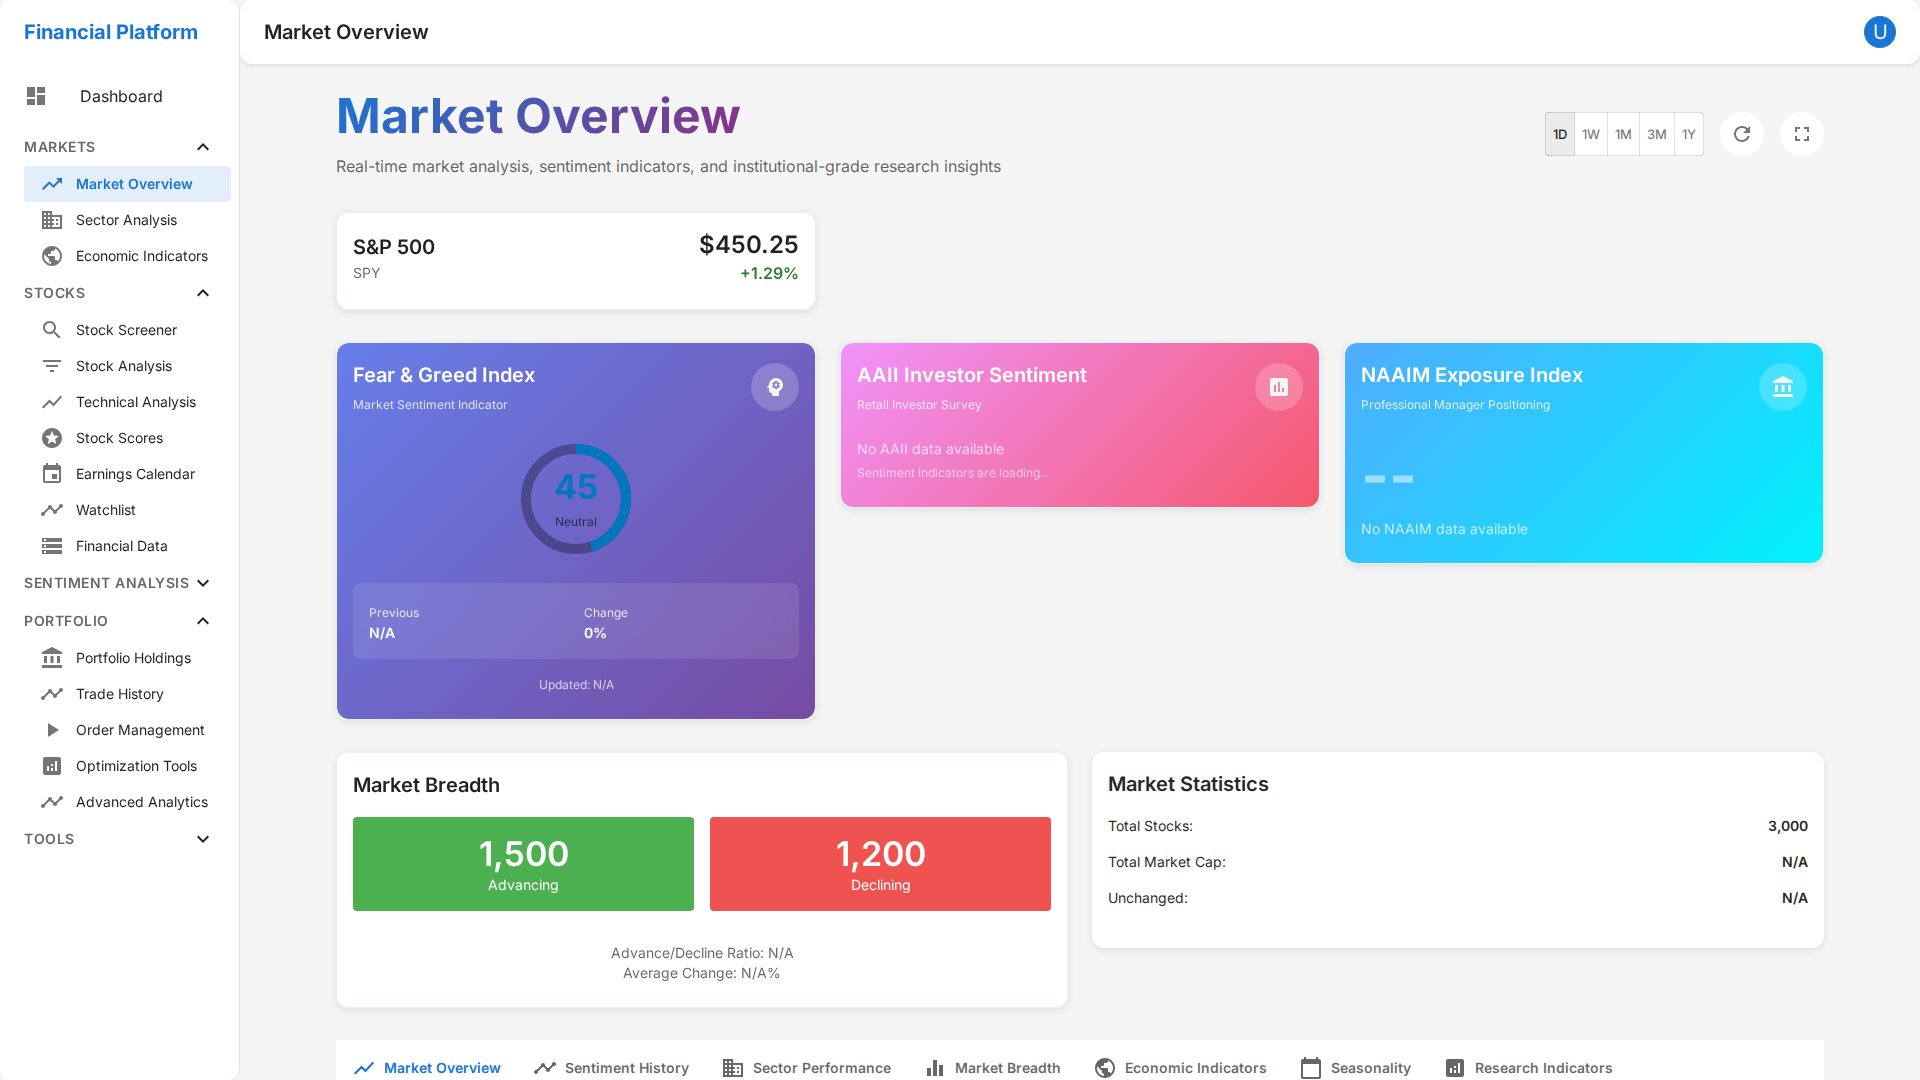 Financial Platform
Market Overview
U
Dashboard
MARKETS
Market Overview
Sector Analysis
Economic Indicators
STOCKS
Stock Screener
Stock Analysis
Technical Analysis
Stock Scores
Earnings Calendar
Watchlist
Financial Data
SENTIMENT ANALYSIS
PORTFOLIO
Portfolio Holdings
Trade History
Order Management
Optimization Tools
Advanced Analytics
TOOLS
Market Overview
Real-time market analysis, sentiment indicators, and institutional-grade research insights
1D 1W 1M 3M 1Y
S&P 500 $450.25
SPY +1.29%
Fear & Greed Index
Market Sentiment Indicator
45
Neutral
Previous Change
N/A 0%
Updated: N/A
AAII Investor Sentiment
Retail Investor Survey
No AAII data available
Sentiment indicators are loading...
NAAIM Exposure Index
Professional Manager Positioning
--
No NAAIM data available
Market Breadth
1,500
Advancing
1,200
Declining
Advance/Decline Ratio: N/A
Average Change: N/A%
Market Statistics
Total Stocks: 3,000
Total Market Cap: N/A
Unchanged: N/A
Market Overview Sentiment History Sector Performance Market Breadth Economic Indicators Seasonality Research Indicators